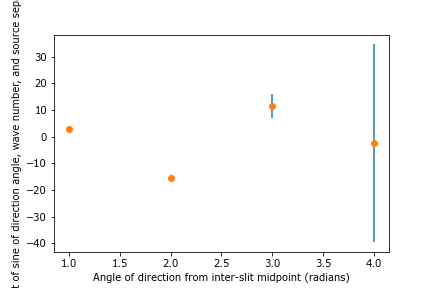 t of sine of direction angle, wave number, and source sep
30
20
10
0
−10
−20
−30
−40
1.0 1.5 2.0 2.5 3.0 3.5 4.0
Angle of direction from inter-slit midpoint (radians)